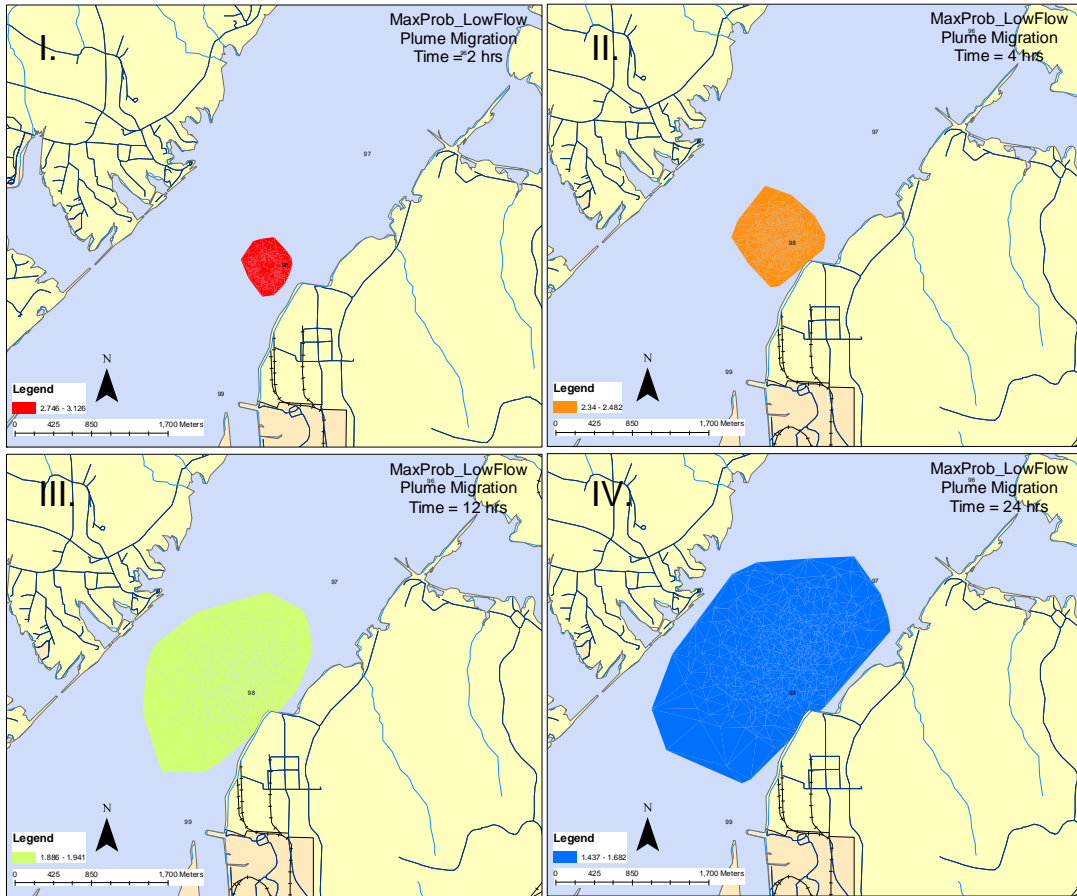 I.
MaxProb_LowFlow
Plume Migration
Time = 2 hrs
96
97
98
99
N
Legend
2.746 - 3.126
0 425 850 1,700 Meters
II.
MaxProb_LowFlow
Plume Migration
96
Time = 4 hrs
97
98
99
N
Legend
2.34 - 2.482
0 425 850 1,700 Meters
III.
MaxProb_LowFlow
Plume Migration
96
Time = 12 hrs
97
98
99
N
Legend
1.886 - 1.941
0 425 850 1,700 Meters
IV.
MaxProb_LowFlow
96
Plume Migration
Time = 24 hrs
97
98
99
N
Legend
1.437 - 1.682
0 425 850 1,700 Meters